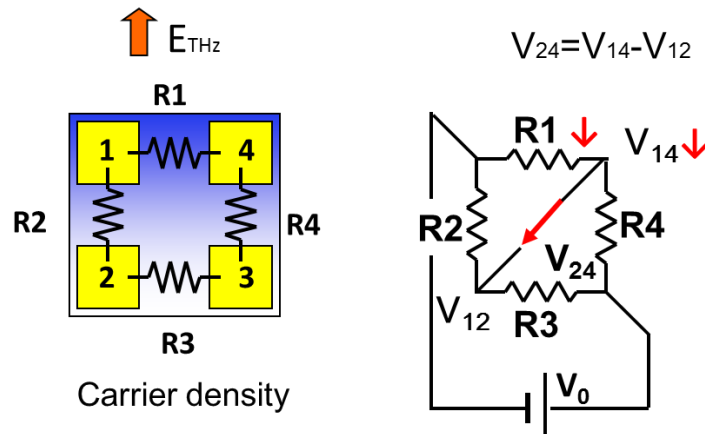 E_THz
V24=V14-V12
R1
1
4
R2
R4
2
3
R3
Carrier density
R1 ↓
V14 ↓
R2
R4
V24
V12
R3
V0